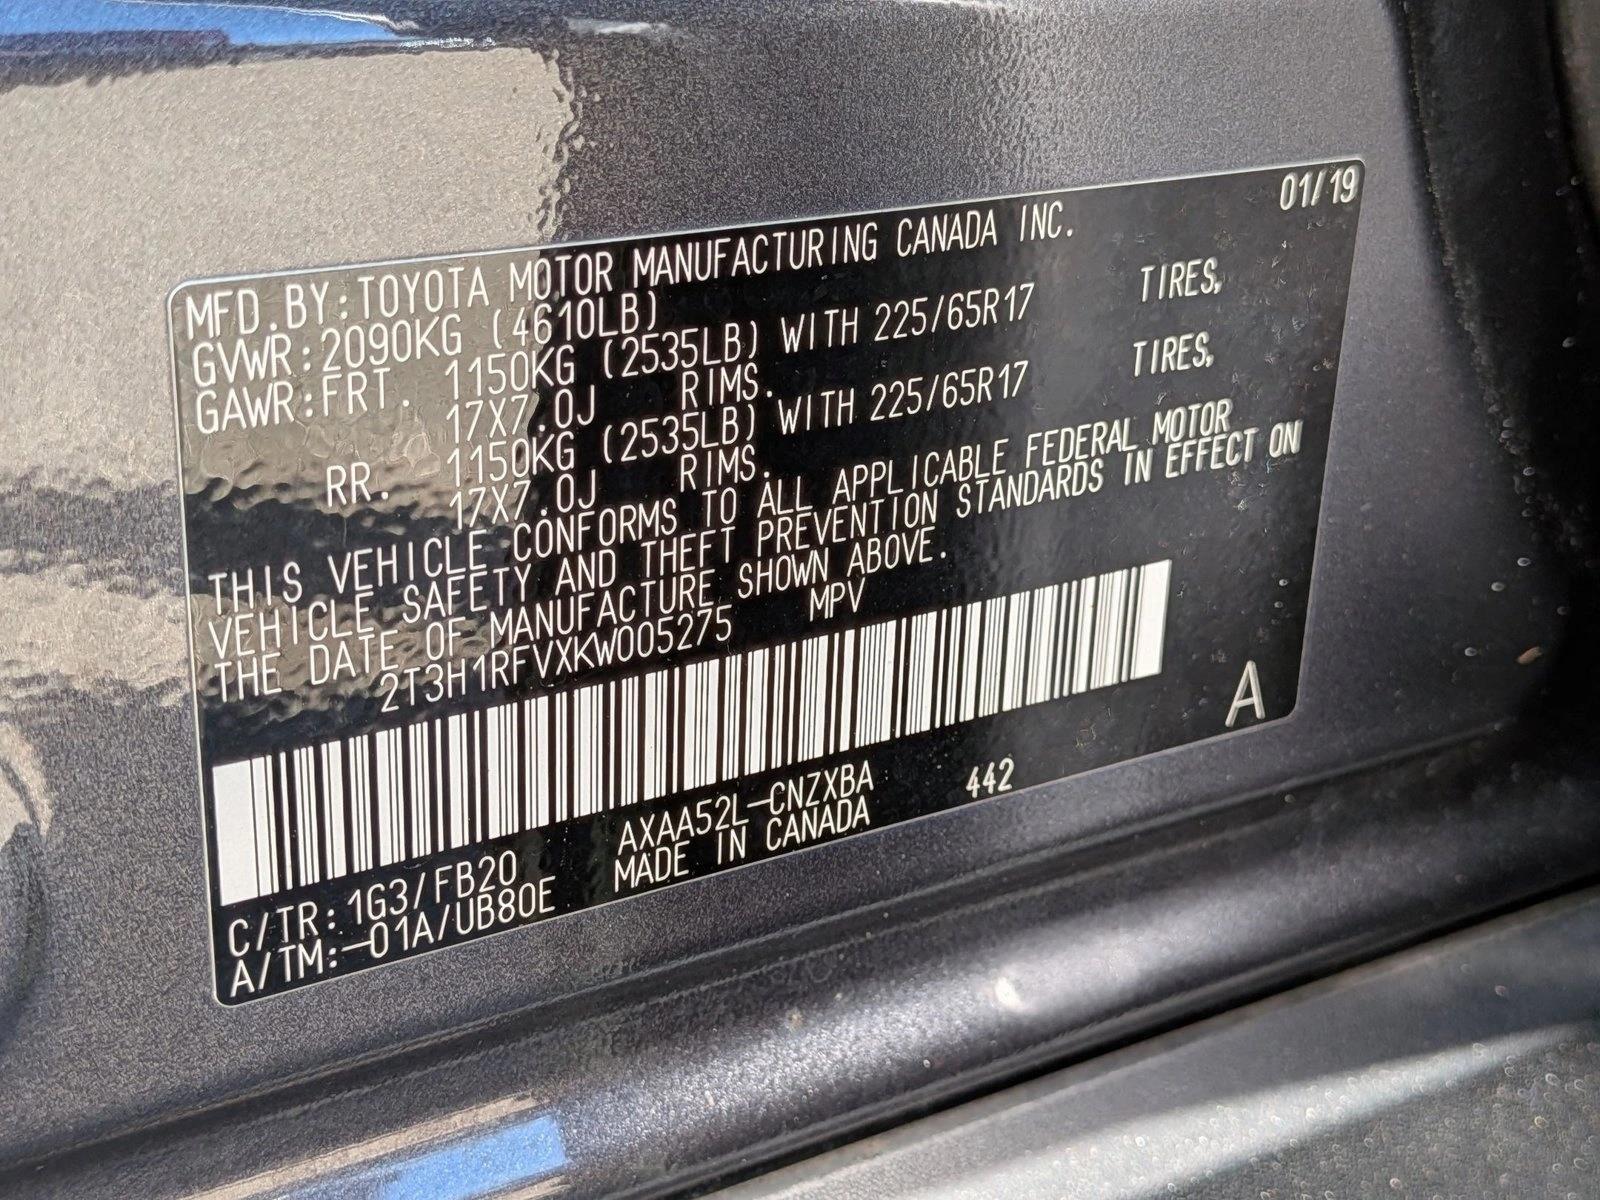 01/19
MFD.BY:TOYOTA MOTOR MANUFACTURING CANADA INC.
GVWR:2090KG (4610LB)
GAWR:FRT. 1150KG (2535LB) WITH 225/65R17 TIRES,
17X7.0J RIMS.
RR. 1150KG (2535LB) WITH 225/65R17 TIRES,
17X7.0J RIMS.
THIS VEHICLE CONFORMS TO ALL APPLICABLE FEDERAL MOTOR
VEHICLE SAFETY AND THEFT PREVENTION STANDARDS IN EFFECT ON
THE DATE OF MANUFACTURE SHOWN ABOVE.
2T3H1RFVXKW005275 MPV
A
AXAA52L-CNZXBA 442
C/TR:1G3/FB20 MADE IN CANADA
A/TM:-01A/UB80E